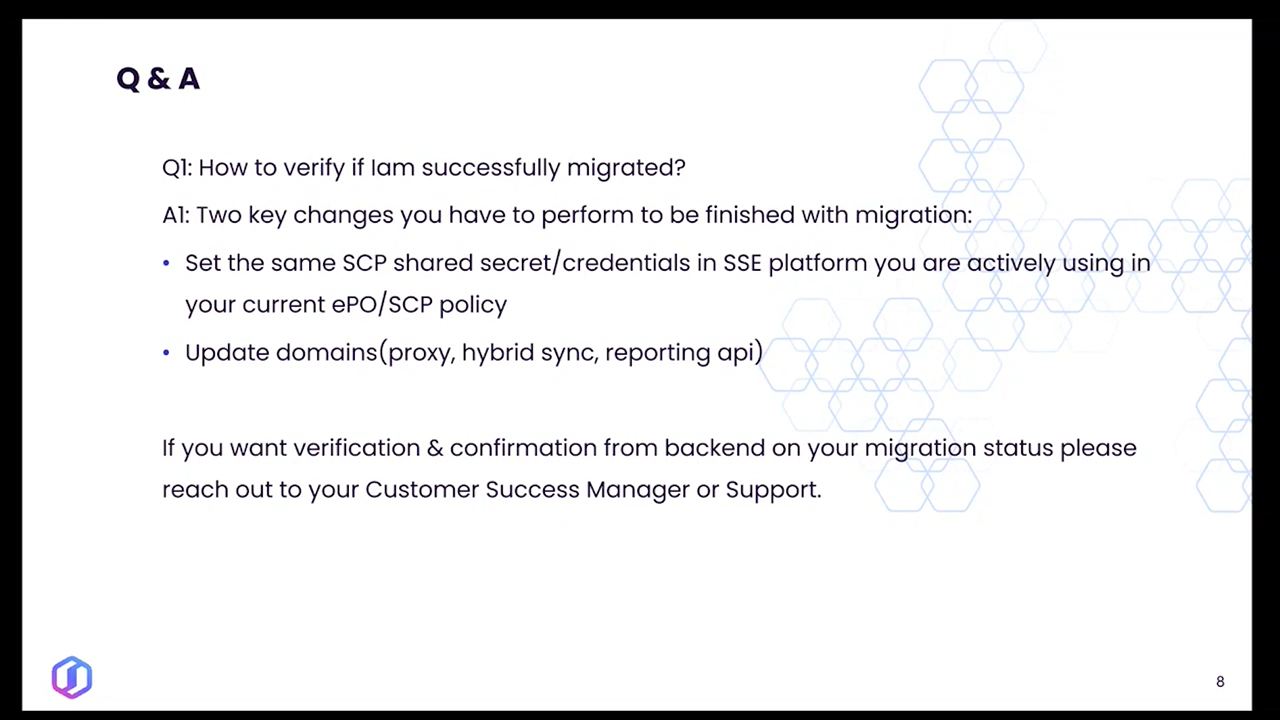 Q & A
Q1: How to verify if Iam successfully migrated?
A1: Two key changes you have to perform to be finished with migration:
• Set the same SCP shared secret/credentials in SSE platform you are actively using in
your current ePO/SCP policy
• Update domains(proxy, hybrid sync, reporting api)
If you want verification & confirmation from backend on your migration status please
reach out to your Customer Success Manager or Support.
8